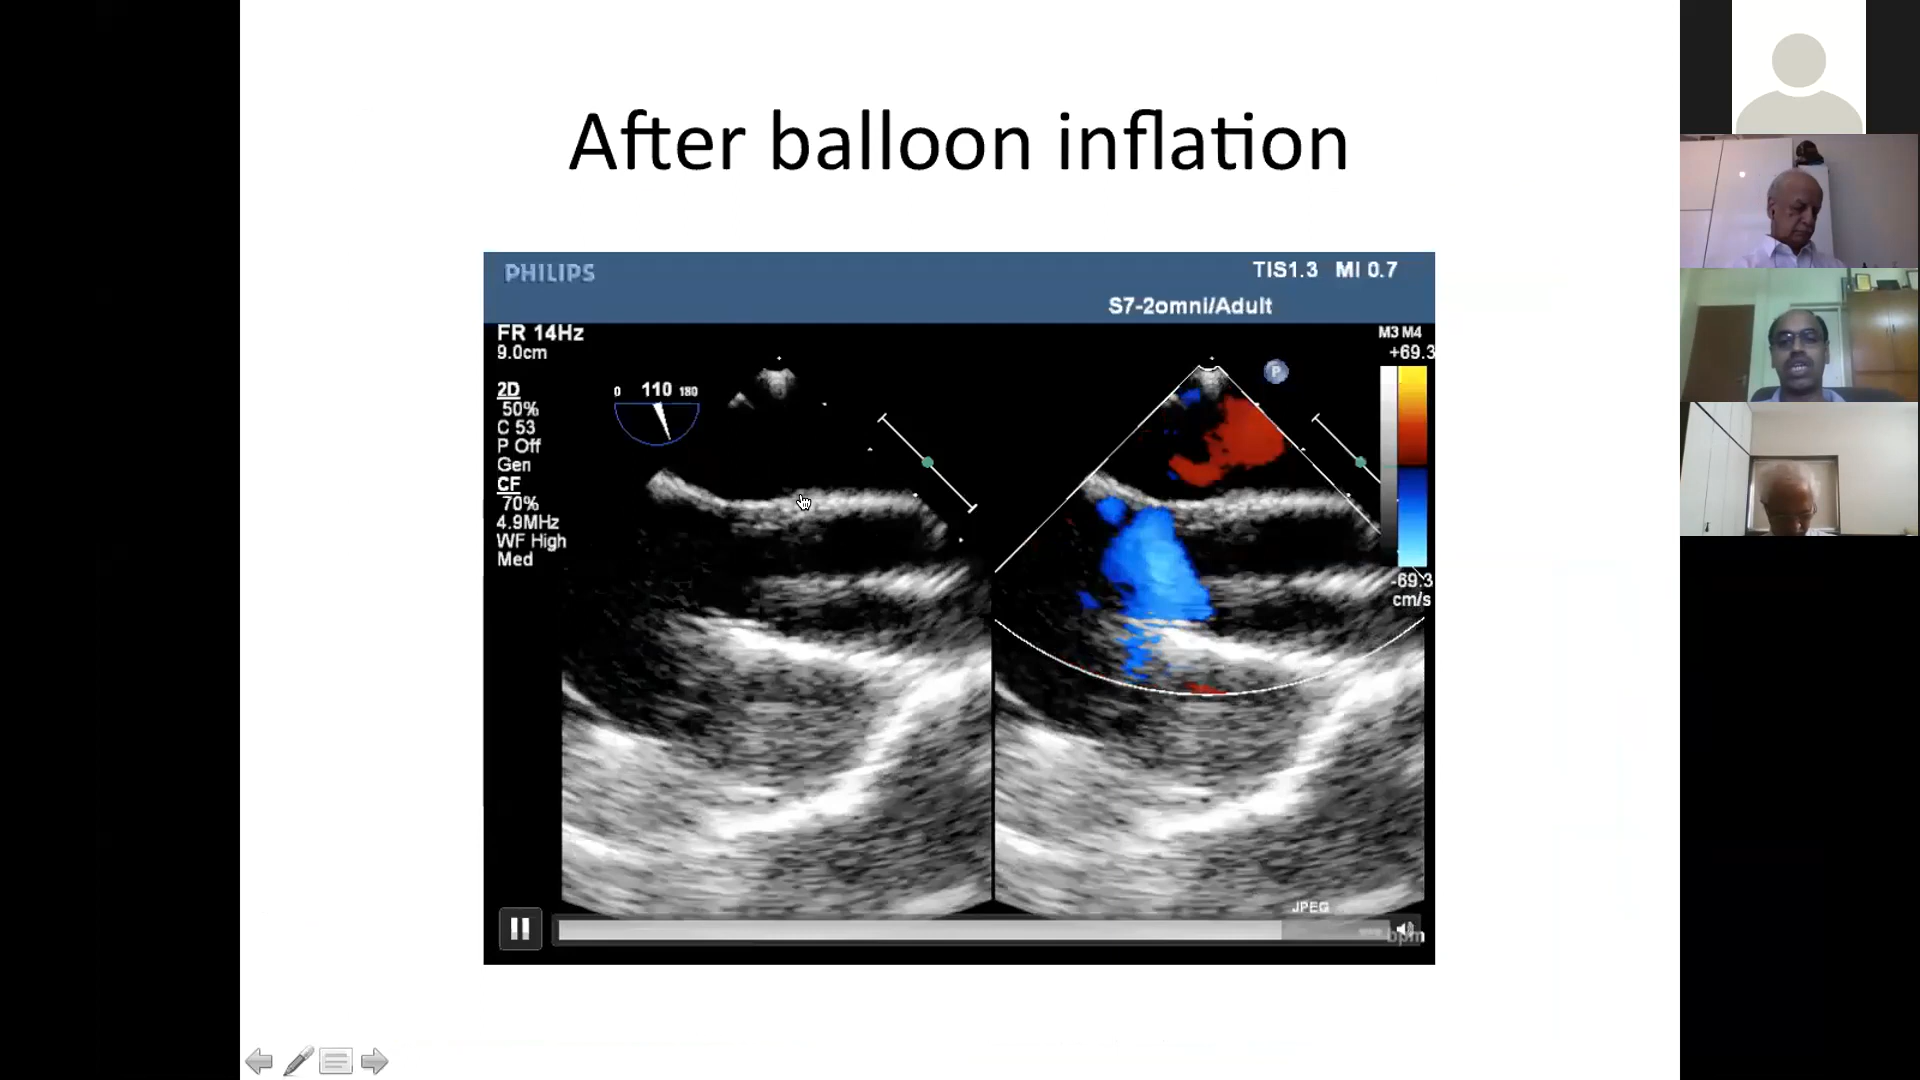 After balloon inflation
PHILIPS
TIS1.3 MI 0.7
S7-2omni/Adult
FR 14Hz
9.0cm
2D
50%
C 53
P Off
Gen
CF
70%
4.9MHz
WF High
Med
0 110 180
P
M3 M4
+69.3
-69.3
cm/s
JPEG
bpm